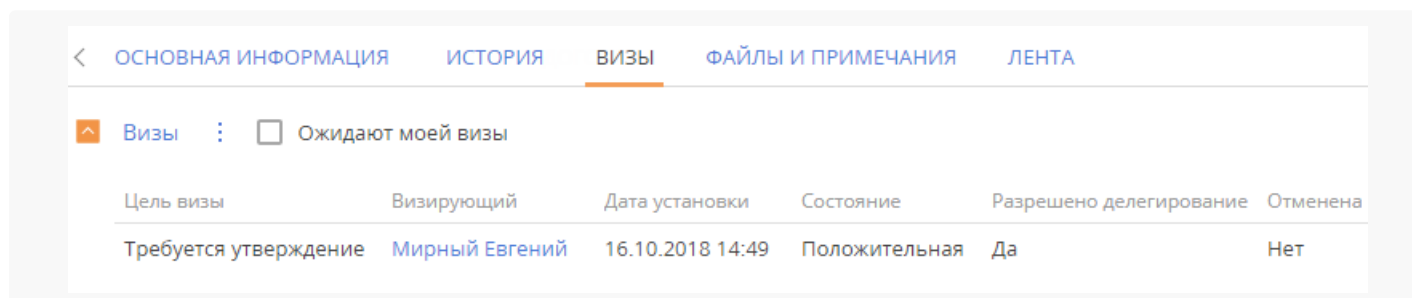 ОСНОВНАЯ ИНФОРМАЦИЯ ИСТОРИЯ ВИЗЫ ФАЙЛЫ И ПРИМЕЧАНИЯ ЛЕНТА
Визы Ожидают моей визы
Цель визы Визирующий Дата установки Состояние Разрешено делегирование Отменена
Требуется утверждение Мирный Евгений 16.10.2018 14:49 Положительная Да Нет